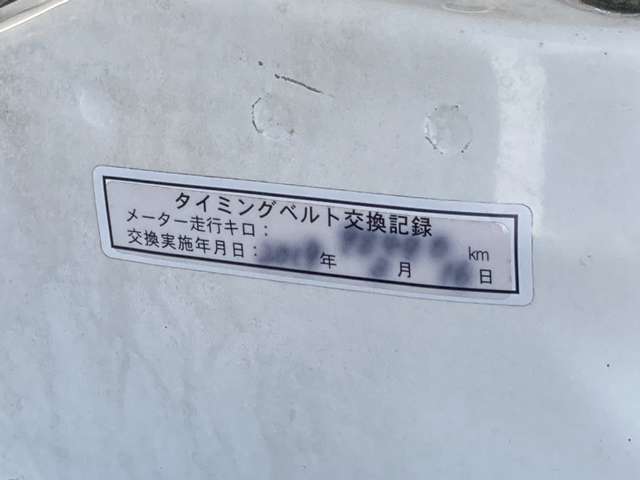 タイミングベルト交換記録
メーター走行キロ： km
交換実施年月日： 年 月 日